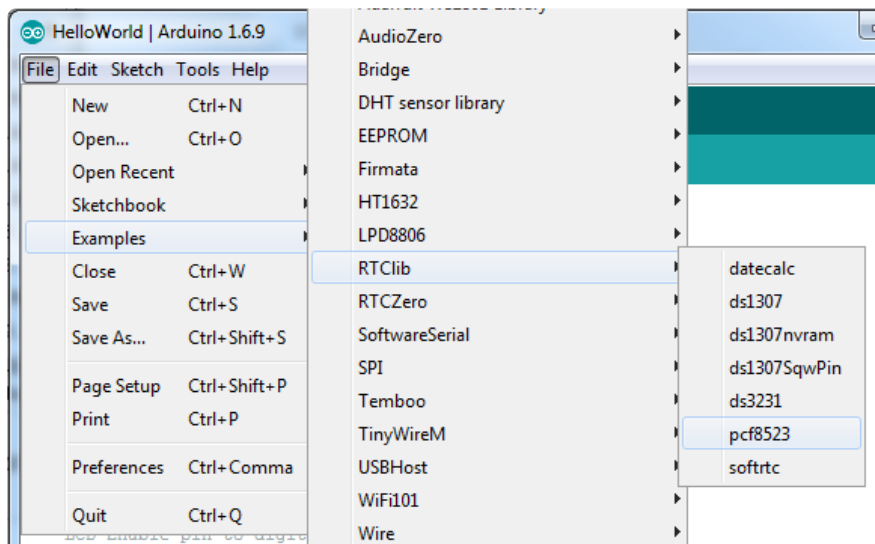 HelloWorld | Arduino 1.6.9
File Edit Sketch Tools Help
New Ctrl+N
Open... Ctrl+O
Open Recent
Sketchbook
Examples
Close Ctrl+W
Save Ctrl+S
Save As... Ctrl+Shift+S
Page Setup Ctrl+Shift+P
Print Ctrl+P
Preferences Ctrl+Comma
Quit Ctrl+Q
AudioZero
Bridge
DHT sensor library
EEPROM
Firmata
HT1632
LPD8806
RTClib
RTCZero
SoftwareSerial
SPI
Temboo
TinyWireM
USBHost
WiFi101
Wire
datecalc
ds1307
ds1307nvram
ds1307SqwPin
ds3231
pcf8523
softrtc